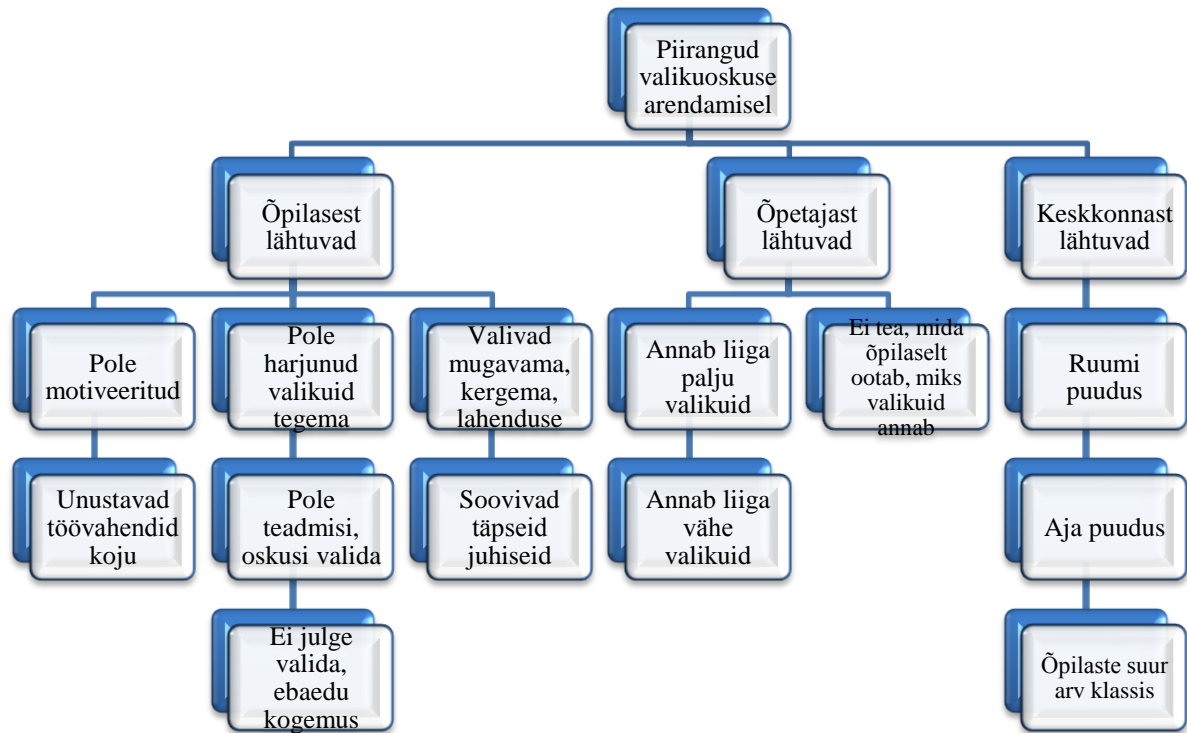 Piirangud
valikuoskuse
arendamisel
Õpilasest
lähtuvad
Õpetajast
lähtuvad
Keskkonnast
lähtuvad
Pole
motiveeritud
Pole
harjunud
valikuid
tegema
Valivad
mugavama,
kergema,
lahenduse
Annab liiga
palju
valikuid
Ei tea, mida
õpilaselt
ootab, miks
valikuid
annab
Ruumi
puudus
Unustavad
töövahendid
koju
Pole
teadmisi,
oskusi valida
Soovivad
täpseid
juhiseid
Annab liiga
vähe
valikuid
Aja puudus
Ei julge
valida,
ebaedu
kogemus
Õpilaste suur
arv klassis